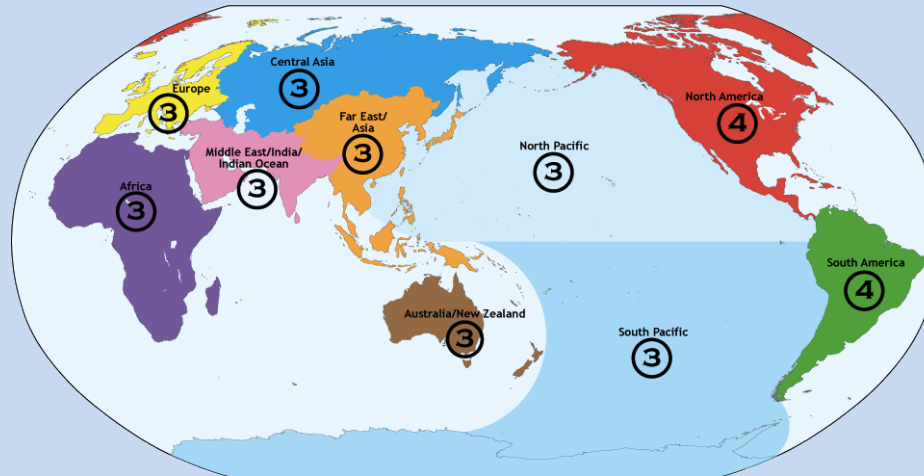 Central Asia
3
Europe
3
North America
4
Far East/
Asia
3
North Pacific
3
Middle East/India/
Indian Ocean
3
Africa
3
South America
4
Australia/New Zealand
3
South Pacific
3